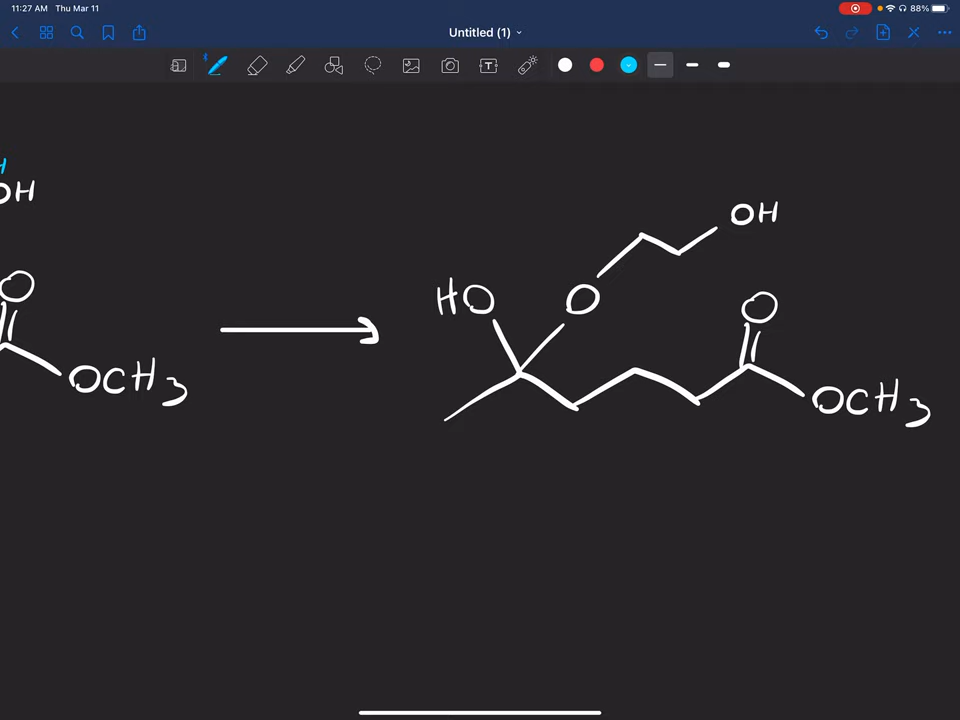 11:27 AM Thu Mar 11
88%
Untitled (1)
H
OH
OH
O
HO
O
O
OCH3
OCH3